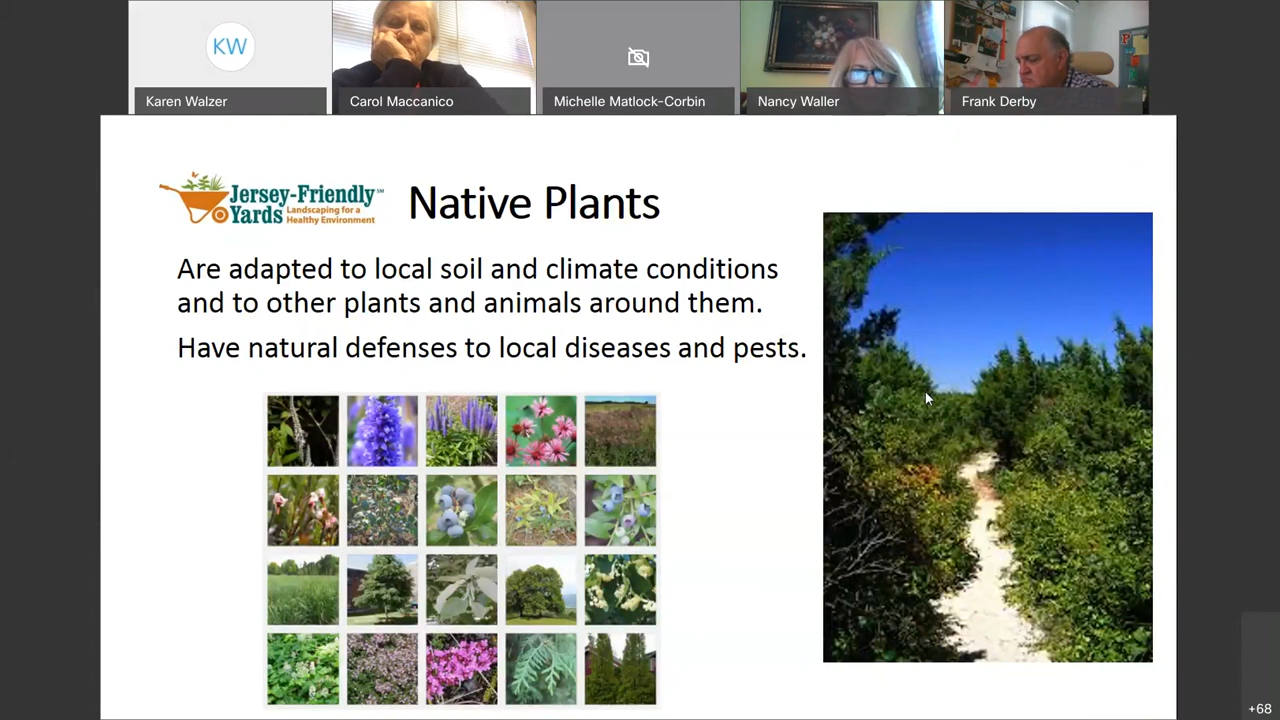 KW
Karen Walzer
Carol Maccanico
Michelle Matlock-Corbin
Nancy Waller
Frank Derby
Jersey-Friendly
Yards
Landscaping for a
Healthy Environment
SM
Native Plants
Are adapted to local soil and climate conditions
and to other plants and animals around them.
Have natural defenses to local diseases and pests.
+68